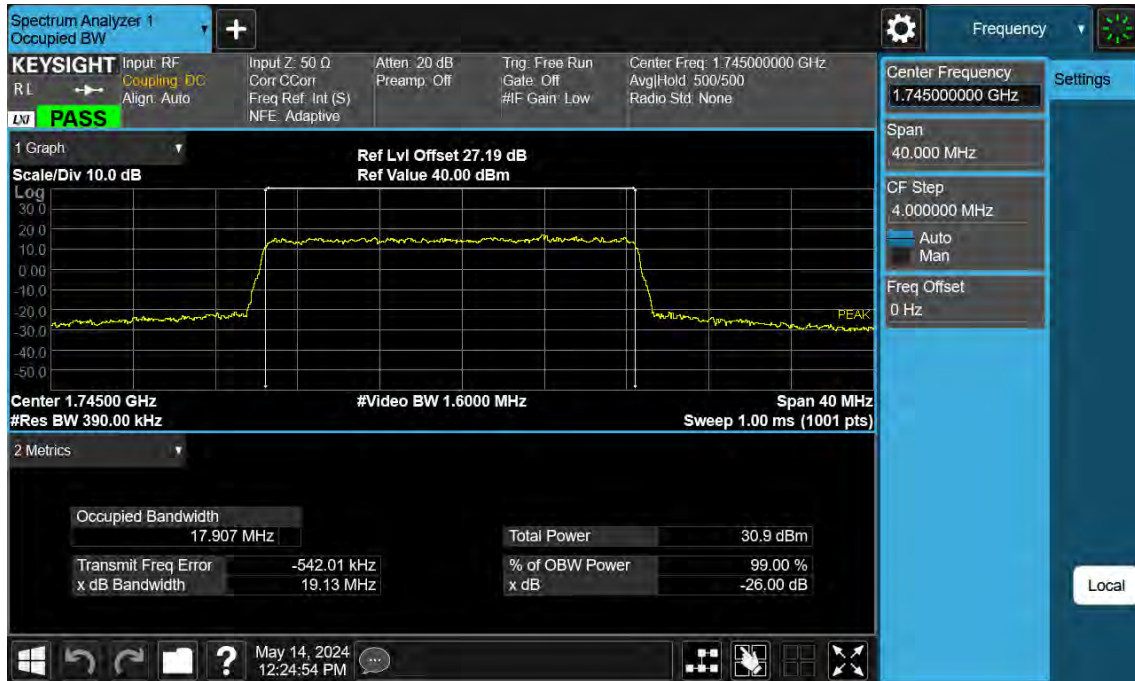 Spectrum Analyzer 1
Occupied BW
+
Frequency
KEYSIGHT
RL
LXI PASS
Input: RF
Coupling: DC
Align: Auto
Input Z: 50 Ω
Corr CCorr
Freq Ref: Int (S)
NFE: Adaptive
Atten: 20 dB
Preamp: Off
Trig: Free Run
Gate: Off
#IF Gain: Low
Center Freq: 1.745000000 GHz
Avg|Hold: 500/500
Radio Std: None
Center Frequency
1.745000000 GHz
Settings
Span
40.000 MHz
CF Step
4.000000 MHz
Auto
Man
Freq Offset
0 Hz
1 Graph
Scale/Div 10.0 dB
Ref Lvl Offset 27.19 dB
Ref Value 40.00 dBm
Log
30.0
20.0
10.0
0.00
-10.0
-20.0
-30.0
-40.0
-50.0
PEAK
Center 1.74500 GHz
#Video BW 1.6000 MHz
Span 40 MHz
#Res BW 390.00 kHz
Sweep 1.00 ms (1001 pts)
2 Metrics
Occupied Bandwidth
17.907 MHz
Total Power 30.9 dBm
Transmit Freq Error -542.01 kHz
% of OBW Power 99.00 %
x dB Bandwidth 19.13 MHz
x dB -26.00 dB
Local
?
May 14, 2024
12:24:54 PM